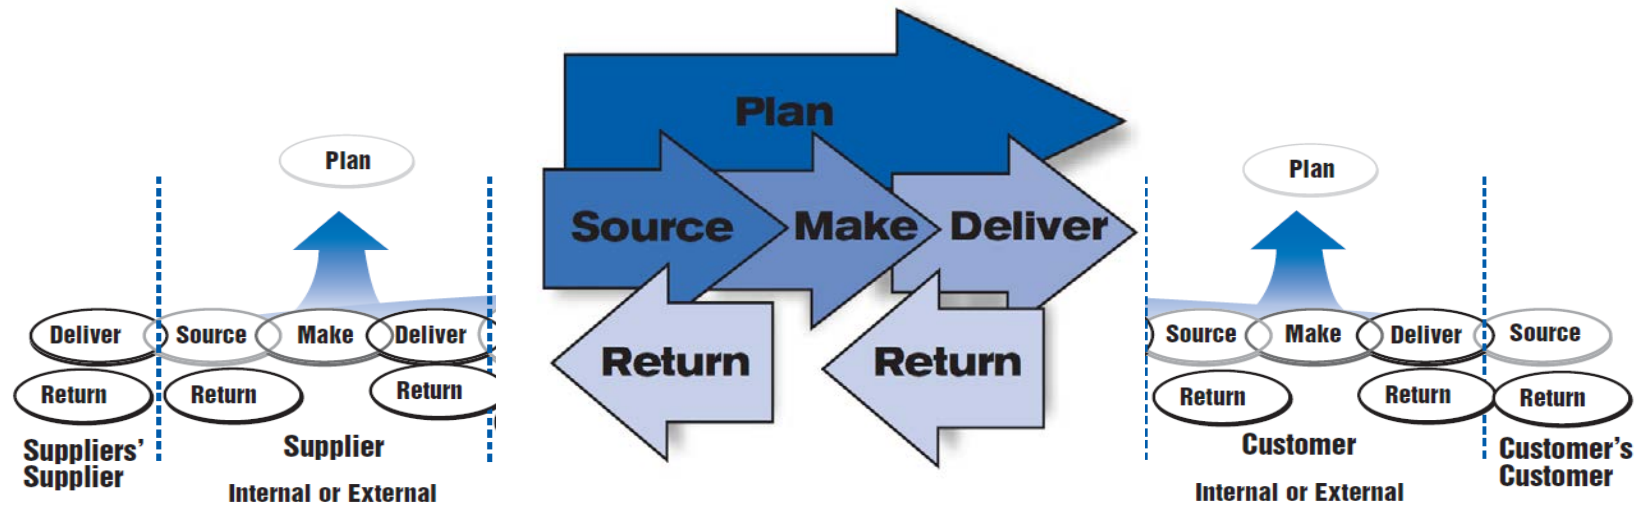 Plan
Deliver
Source
Make
Deliver
Return
Return
Return
Suppliers’
Supplier
Supplier
Internal or External
Plan
Source
Make
Deliver
Return
Return
Plan
Source
Make
Deliver
Source
Return
Return
Return
Customer
Internal or External
Customer’s
Customer